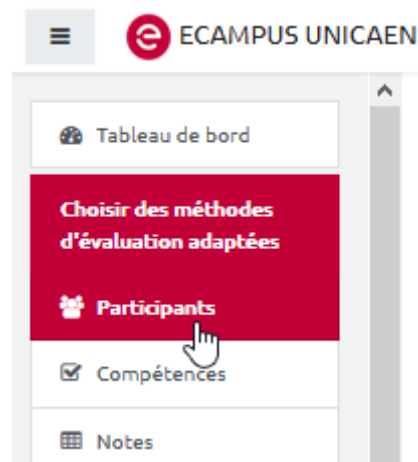 ECAMPUS UNICAEN
Tableau de bord
Choisir des méthodes
d'évaluation adaptées
Participants
Compétences
Notes